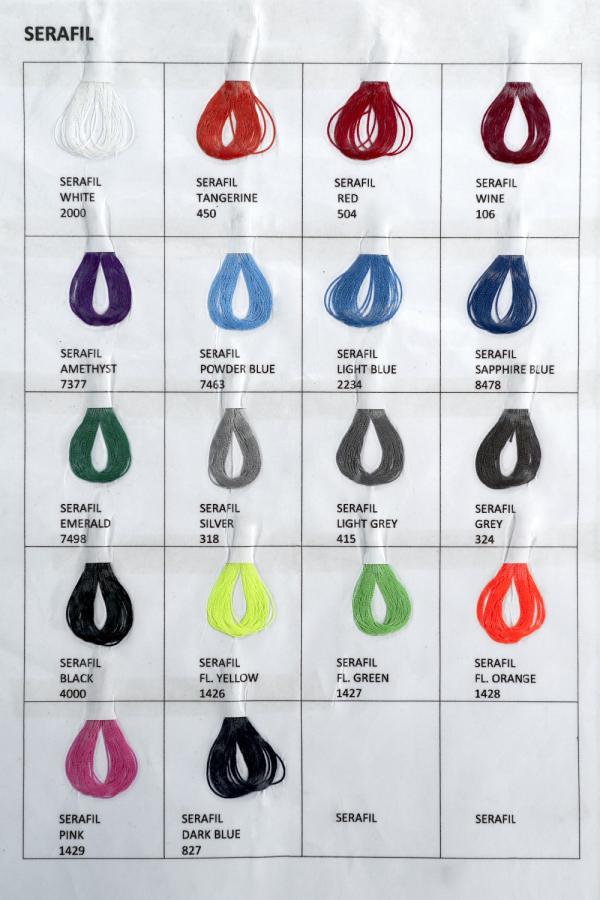 SERAFIL
SERAFIL
WHITE
2000
SERAFIL
TANGERINE
450
SERAFIL
RED
504
SERAFIL
WINE
106
SERAFIL
AMETHYST
7377
SERAFIL
POWDER BLUE
7463
SERAFIL
LIGHT BLUE
2234
SERAFIL
SAPPHIRE BLUE
8478
SERAFIL
EMERALD
7498
SERAFIL
SILVER
318
SERAFIL
LIGHT GREY
415
SERAFIL
GREY
324
SERAFIL
BLACK
4000
SERAFIL
FL. YELLOW
1426
SERAFIL
FL. GREEN
1427
SERAFIL
FL. ORANGE
1428
SERAFIL
PINK
1429
SERAFIL
DARK BLUE
827
SERAFIL
SERAFIL